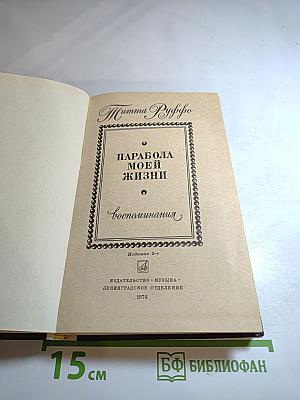 Титта Руффо
ПАРАБОЛА
МОЕЙ
ЖИЗНИ
воспоминания
Издание 2-е
ИЗДАТЕЛЬСТВО «МУЗЫКА»
ЛЕНИНГРАДСКОЕ ОТДЕЛЕНИЕ
1974
15 СМ
БФ БИБЛИОФАН